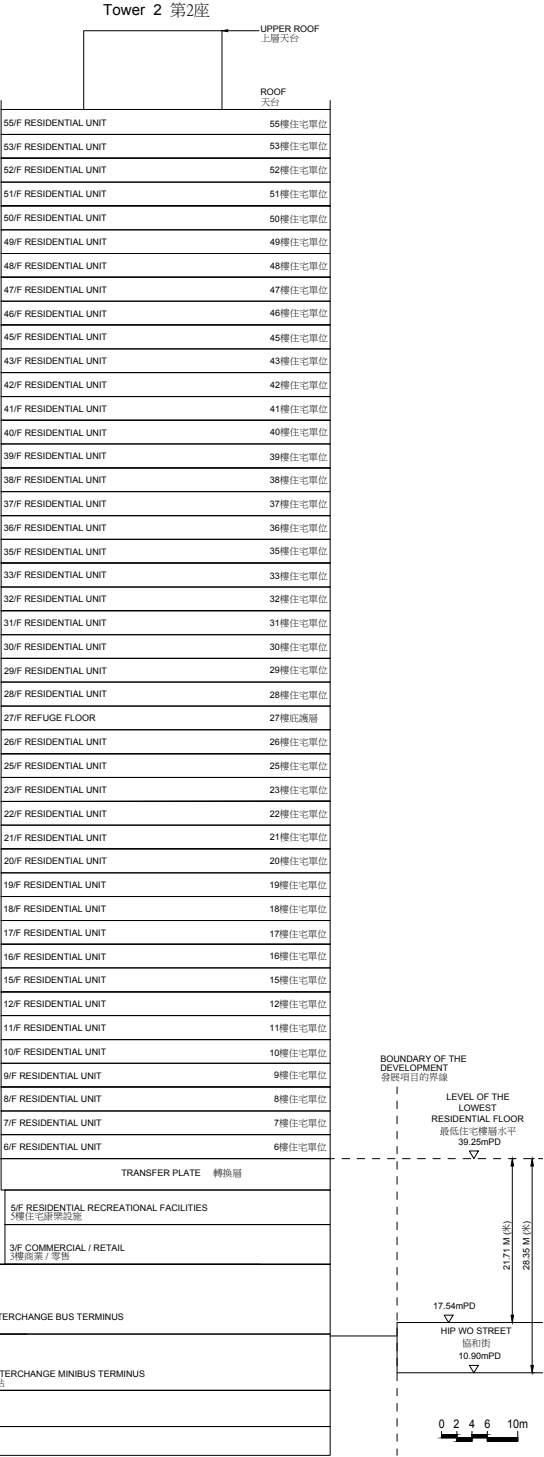 Tower 2 第2座
UPPER ROOF
上層天台
ROOF
天台
55/F RESIDENTIAL UNIT 55樓住宅單位
53/F RESIDENTIAL UNIT 53樓住宅單位
52/F RESIDENTIAL UNIT 52樓住宅單位
51/F RESIDENTIAL UNIT 51樓住宅單位
50/F RESIDENTIAL UNIT 50樓住宅單位
49/F RESIDENTIAL UNIT 49樓住宅單位
48/F RESIDENTIAL UNIT 48樓住宅單位
47/F RESIDENTIAL UNIT 47樓住宅單位
46/F RESIDENTIAL UNIT 46樓住宅單位
45/F RESIDENTIAL UNIT 45樓住宅單位
43/F RESIDENTIAL UNIT 43樓住宅單位
42/F RESIDENTIAL UNIT 42樓住宅單位
41/F RESIDENTIAL UNIT 41樓住宅單位
40/F RESIDENTIAL UNIT 40樓住宅單位
39/F RESIDENTIAL UNIT 39樓住宅單位
38/F RESIDENTIAL UNIT 38樓住宅單位
37/F RESIDENTIAL UNIT 37樓住宅單位
36/F RESIDENTIAL UNIT 36樓住宅單位
35/F RESIDENTIAL UNIT 35樓住宅單位
33/F RESIDENTIAL UNIT 33樓住宅單位
32/F RESIDENTIAL UNIT 32樓住宅單位
31/F RESIDENTIAL UNIT 31樓住宅單位
30/F RESIDENTIAL UNIT 30樓住宅單位
29/F RESIDENTIAL UNIT 29樓住宅單位
28/F RESIDENTIAL UNIT 28樓住宅單位
27/F REFUGE FLOOR 27樓庇護層
26/F RESIDENTIAL UNIT 26樓住宅單位
25/F RESIDENTIAL UNIT 25樓住宅單位
23/F RESIDENTIAL UNIT 23樓住宅單位
22/F RESIDENTIAL UNIT 22樓住宅單位
21/F RESIDENTIAL UNIT 21樓住宅單位
20/F RESIDENTIAL UNIT 20樓住宅單位
19/F RESIDENTIAL UNIT 19樓住宅單位
18/F RESIDENTIAL UNIT 18樓住宅單位
17/F RESIDENTIAL UNIT 17樓住宅單位
16/F RESIDENTIAL UNIT 16樓住宅單位
15/F RESIDENTIAL UNIT 15樓住宅單位
12/F RESIDENTIAL UNIT 12樓住宅單位
11/F RESIDENTIAL UNIT 11樓住宅單位
10/F RESIDENTIAL UNIT 10樓住宅單位
9/F RESIDENTIAL UNIT 9樓住宅單位
8/F RESIDENTIAL UNIT 8樓住宅單位
7/F RESIDENTIAL UNIT 7樓住宅單位
6/F RESIDENTIAL UNIT 6樓住宅單位
BOUNDARY OF THE
DEVELOPMENT
發展項目的界線
LEVEL OF THE
LOWEST
RESIDENTIAL FLOOR
最低住宅樓層水平
39.25mPD
TRANSFER PLATE 轉換層
5/F RESIDENTIAL RECREATIONAL FACILITIES
5樓住宅康樂設施
3/F COMMERCIAL / RETAIL
3樓商業 / 零售
21.71 M (米)
28.35 M (米)
TERCHANGE BUS TERMINUS
17.54mPD
HIP WO STREET
協和街
10.90mPD
TERCHANGE MINIBUS TERMINUS
站
0 2 4 6 10m